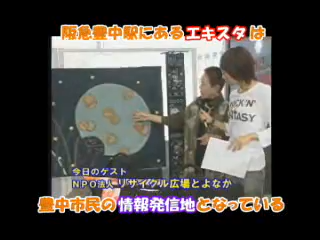 阪急豊中駅にあるエキスタは
KICK'N'
TASY
今日のゲスト
NPO法人リサイクル広場とよなか
豊中市民の情報発信地となっている